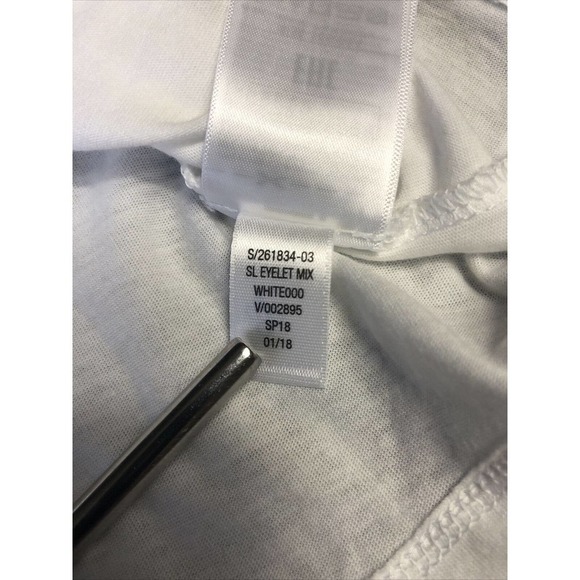 S/261834-03
SL EYELET MIX
WHITE000
V/002895
SP18
01/18